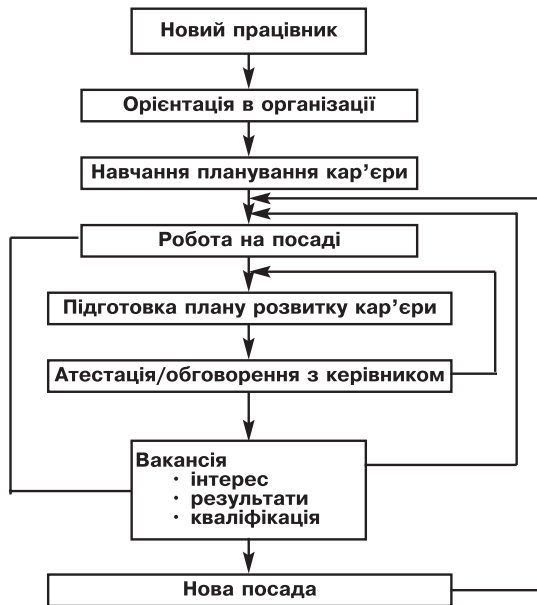 Новий працівник
Орієнтація в організації
Навчання планування кар’єри
Робота на посаді
Підготовка плану розвитку кар’єри
Атестація/обговорення з керівником
Вакансія
· інтерес
· результати
· кваліфікація
Нова посада